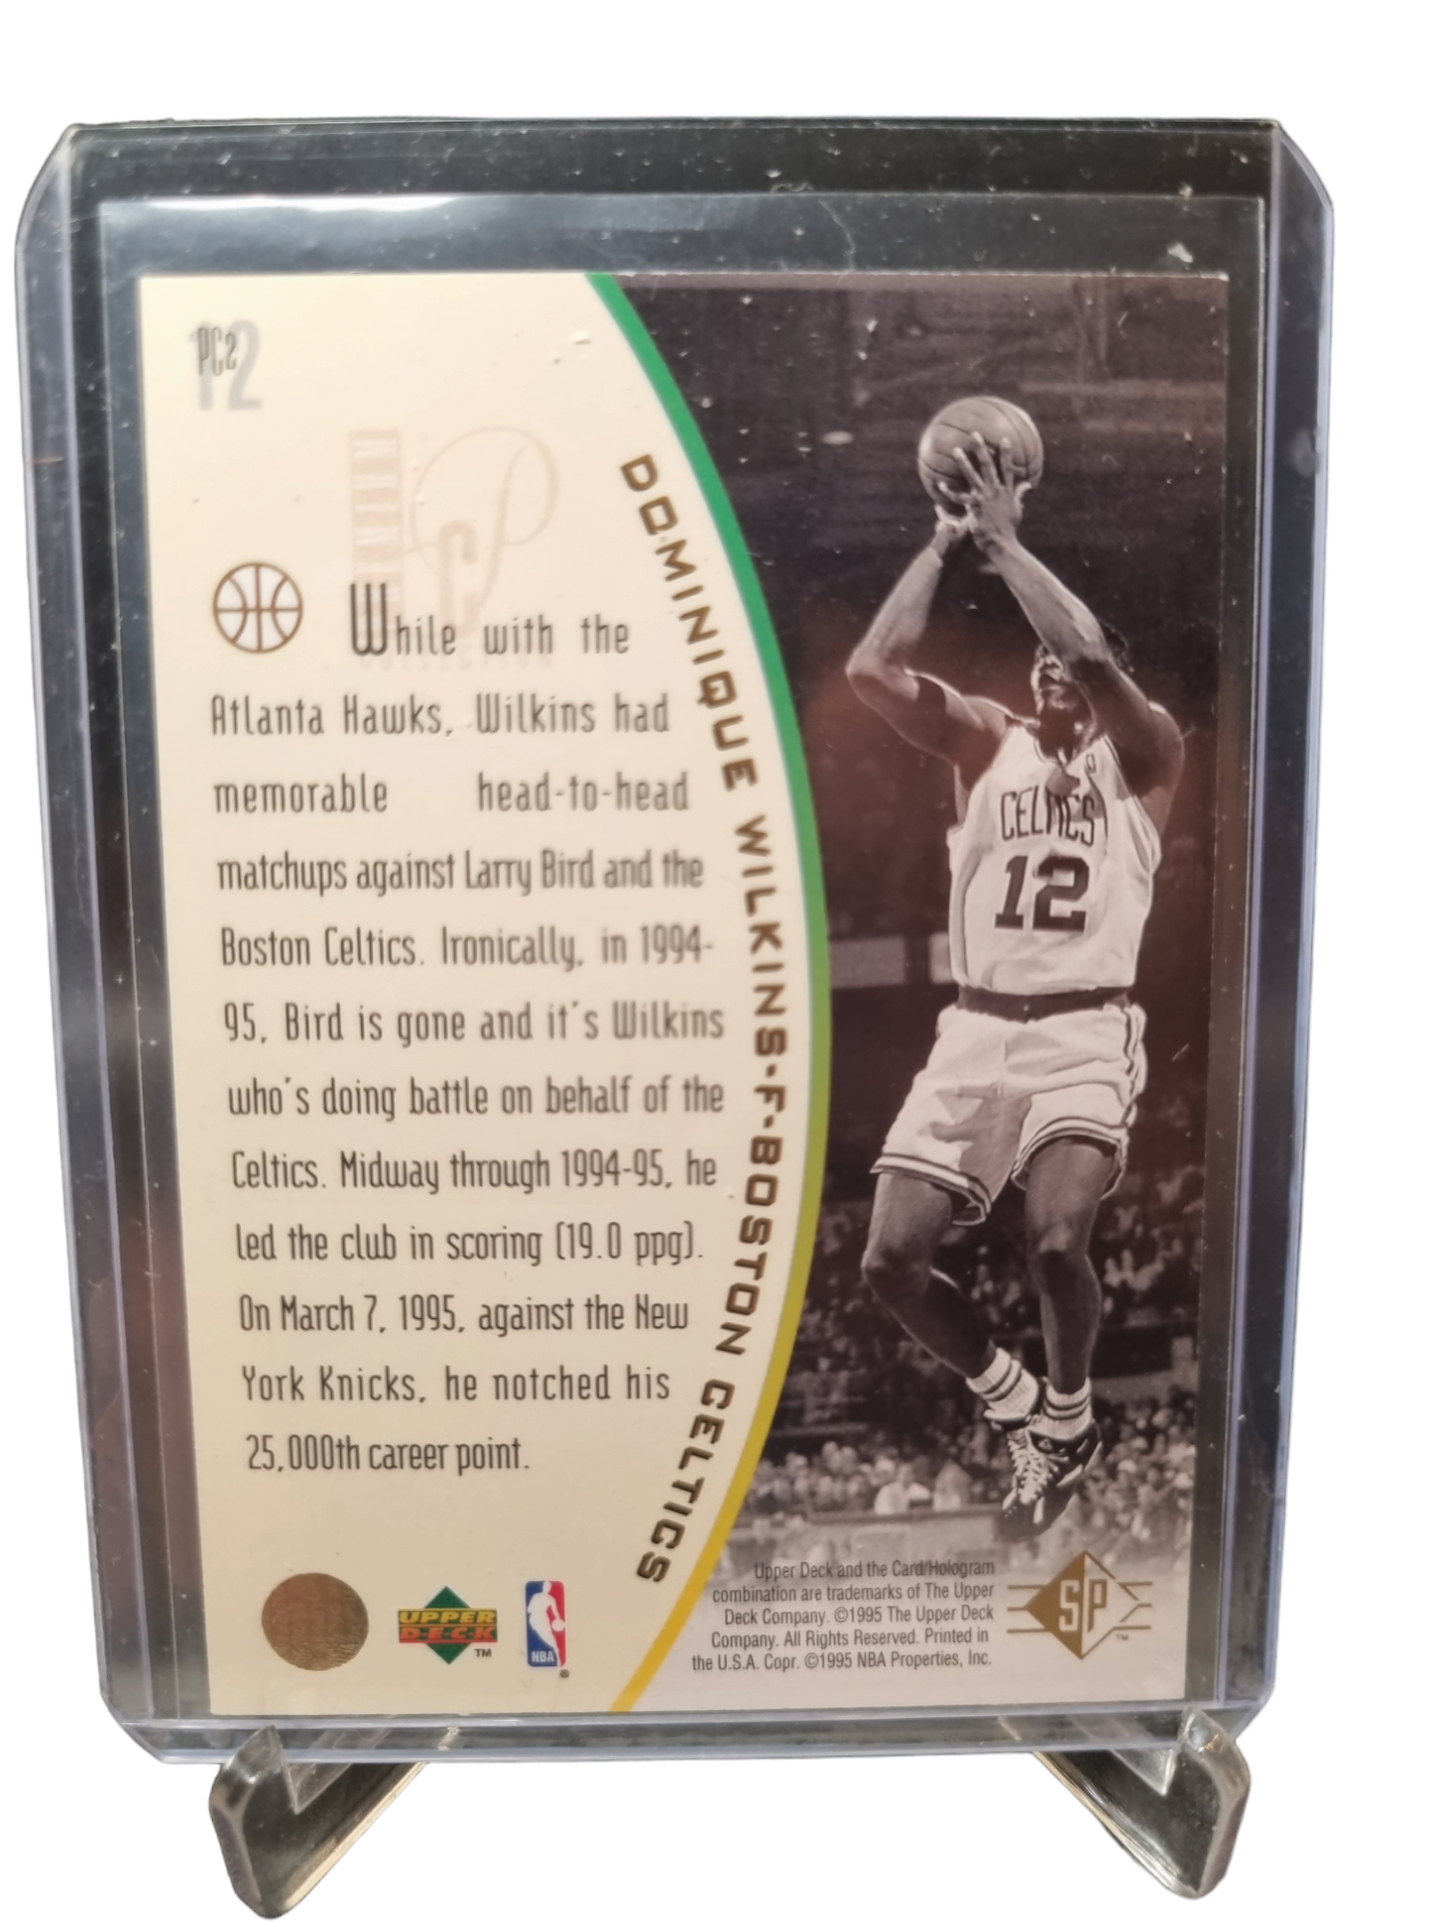 12
PC2
PREMIUM
C
COLLECTION
While with the
Atlanta Hawks, Wilkins had
memorable head-to-head
matchups against Larry Bird and the
Boston Celtics. Ironically, in 1994-
95, Bird is gone and it's Wilkins
who's doing battle on behalf of the
Celtics. Midway through 1994-95, he
led the club in scoring (19.0 ppg).
On March 7, 1995, against the New
York Knicks, he notched his
25,000th career point.
DOMINIQUE WILKINS·F·BOSTON CELTICS
CELTICS
12
UPPER
D·E·C·K
TM
NBA
®
Upper Deck and the Card/Hologram
combination are trademarks of The Upper
Deck Company. ©1995 The Upper Deck
Company. All Rights Reserved. Printed in
the U.S.A. Copr. ©1995 NBA Properties, Inc.
SP
TM